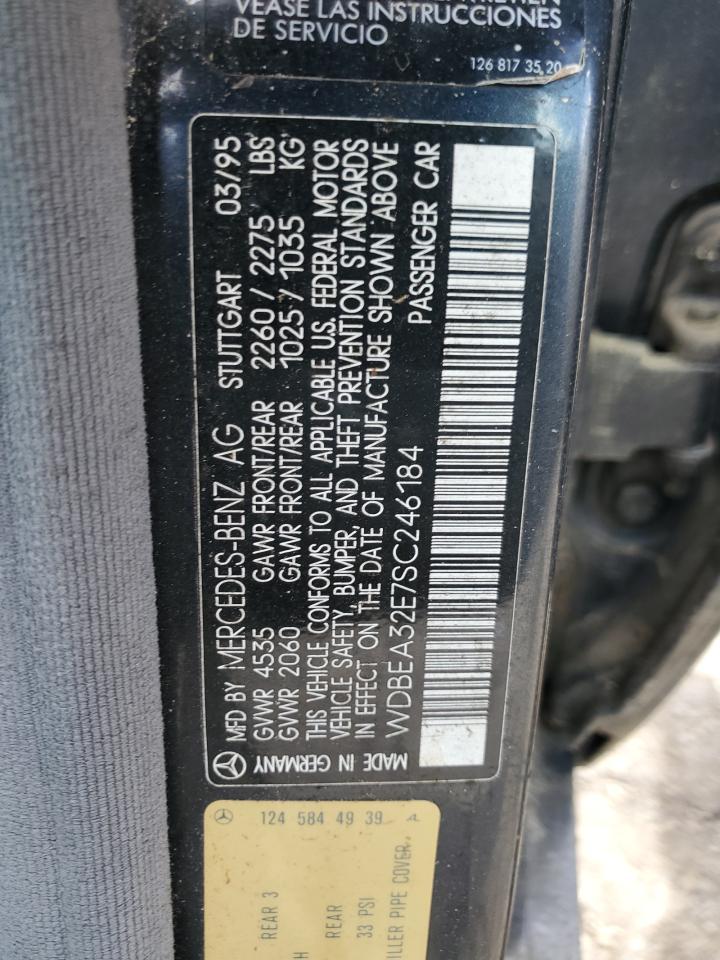 VEASE LAS INSTRUCCIONES
DE SERVICIO
126 817 35 20
MFD BY MERCEDES-BENZ AG STUTTGART 03/95
GVWR 4535 GAWR FRONT/REAR 2260 / 2275 LBS
GVWR 2060 GAWR FRONT/REAR 1025 / 1035 KG
THIS VEHICLE CONFORMS TO ALL APPLICABLE U.S. FEDERAL MOTOR
VEHICLE SAFETY, BUMPER, AND THEFT PREVENTION STANDARDS
IN EFFECT ON THE DATE OF MANUFACTURE SHOWN ABOVE
WDBEA32E7SC246184 PASSENGER CAR
MADE IN GERMANY
124 584 49 39 A
REAR 3
REAR
33 PSI
ILLER PIPE COVER.